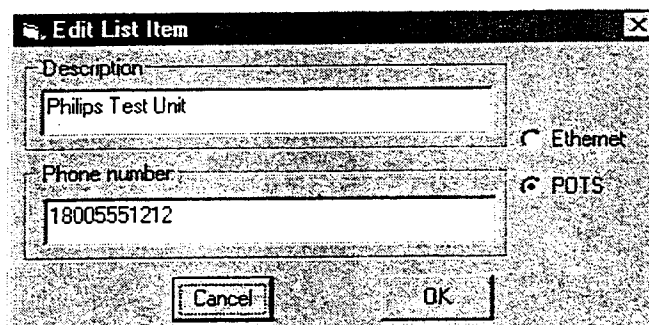 Edit List Item
Description
Philips Test Unit
Ethernet
Phone number
POTS
18005551212
Cancel
OK